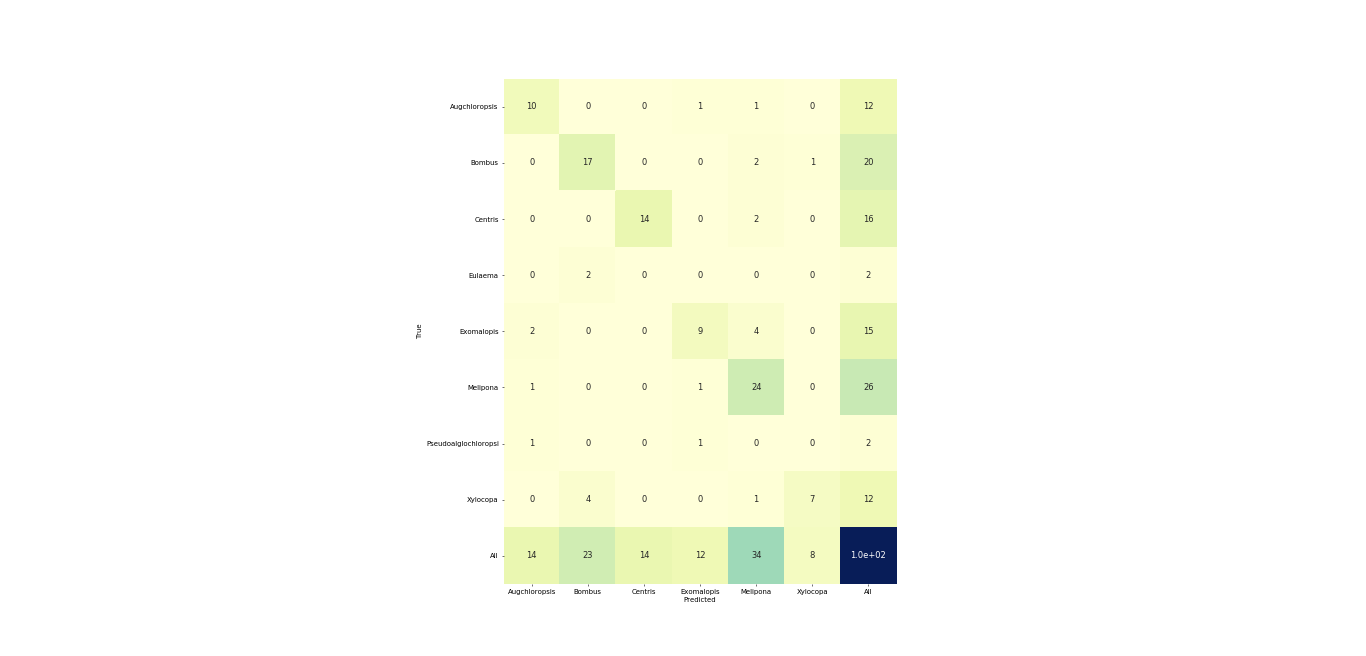 Augchloropsis 10 0 0 1 1 0 12
Bombus 0 17 0 0 2 1 20
Centris 0 0 14 0 2 0 16
Eulaema 0 2 0 0 0 0 2
True
Exomalopis 2 0 0 9 4 0 15
Melipona 1 0 0 1 24 0 26
Pseudoalglochloropsi 1 0 0 1 0 0 2
Xylocopa 0 4 0 0 1 7 12
All 14 23 14 12 34 8 1.0e+02
Augchloropsis Bombus Centris Exomalopis Melipona Xylocopa All
Predicted